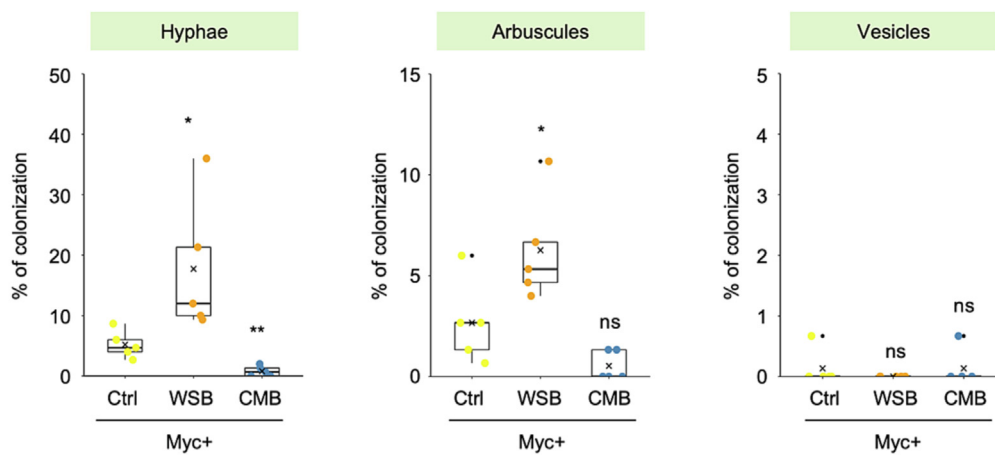 Hyphae
Arbuscules
Vesicles
% of colonization
50
40
30
20
10
0
*
**
Ctrl WSB CMB
Myc+
% of colonization
15
10
5
0
*
ns
Ctrl WSB CMB
Myc+
% of colonization
5
4
3
2
1
0
ns
ns
Ctrl WSB CMB
Myc+